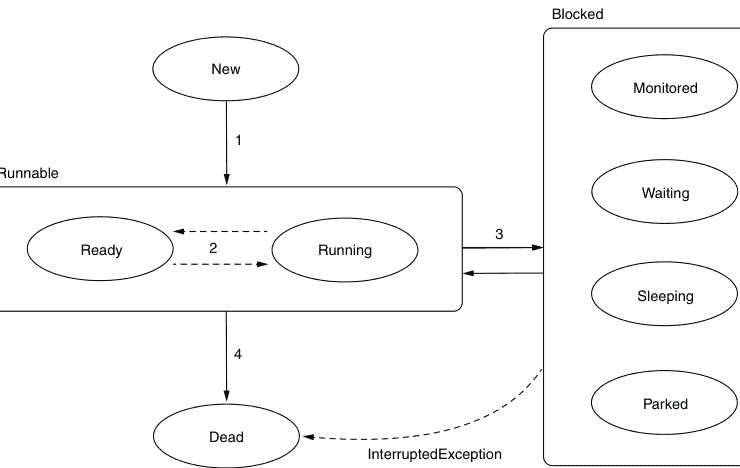 Blocked
New
Monitored
1
Runnable
Waiting
Ready
2
Running
3
Sleeping
4
Parked
Dead
InterruptedException